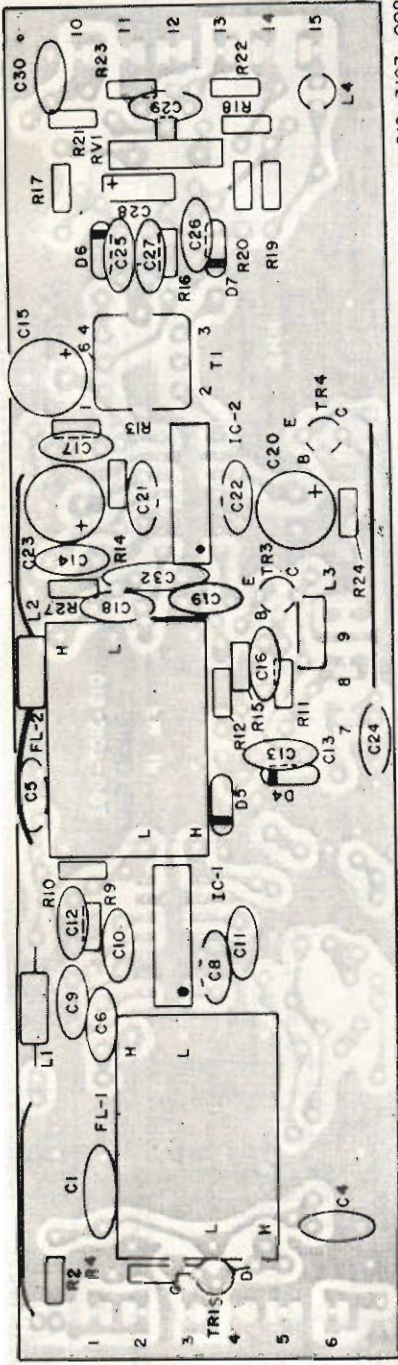 R2
R4
C1
FL-1
H
L
L
H
TR1
G
S
D
C4
1
2
3
4
5
6
L1
C9
C6
C12
C10
R10
R9
IC-1
C8
C11
C5
FL-2
H
L
L
H
D5
D4
C13
C13
R12
R15
C16
R11
7
8
9
C24
L2
R27
C18
C32
C19
C14
C23
R14
C21
IC-2
C22
E
B
TR3
L3
C20
R24
B
E
C
TR4
C17
R13
C15
1
6
4
2
3
T1
D6
C25
C27
C28
R16
C26
D7
R20
R19
R17
R21
RV1
C30
R23
C29
R18
R22
L4
10
11
12
13
14
15